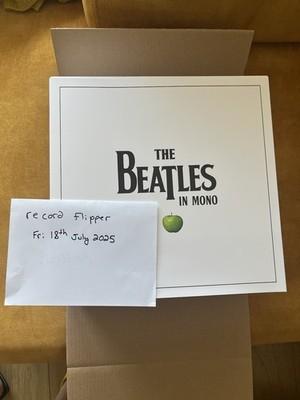 THE
BEATLES
IN MONO
record flipper
Fri 18th July 2025